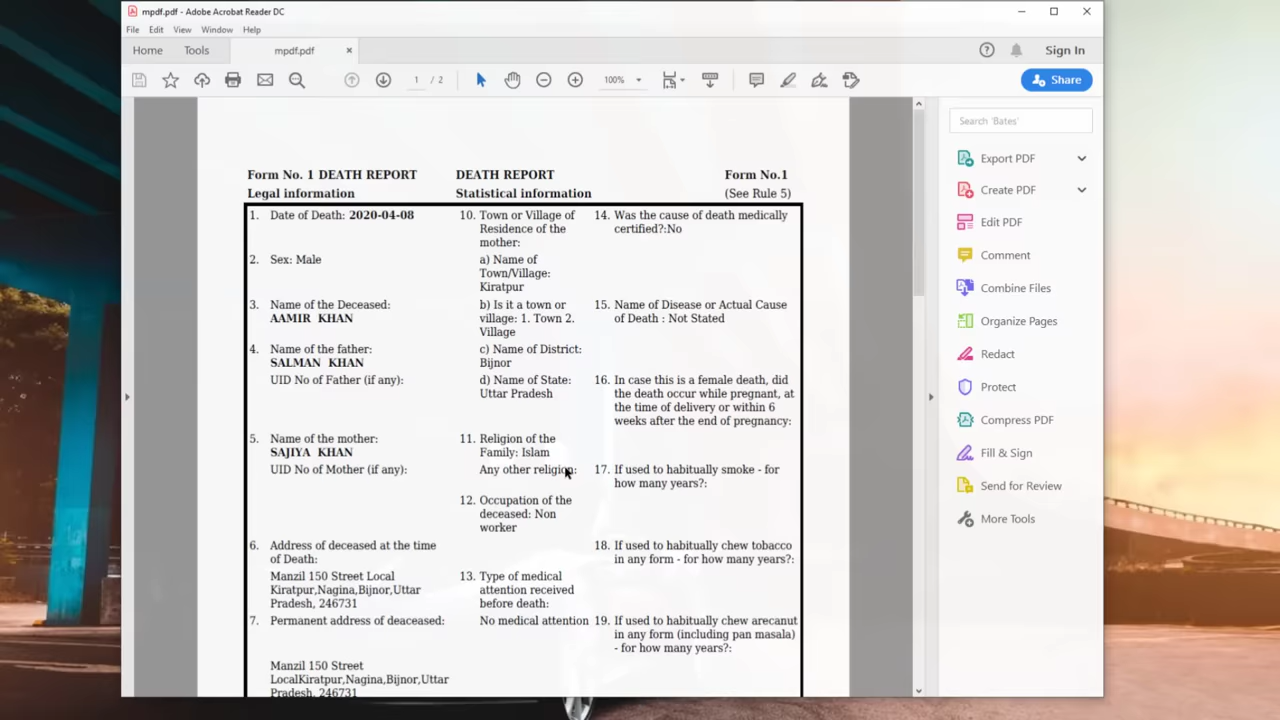 mpdf.pdf - Adobe Acrobat Reader DC
File Edit View Window Help
Home Tools mpdf.pdf × Sign In
1 / 2 100% Share
Search 'Bates'
Export PDF
Create PDF
Edit PDF
Comment
Combine Files
Organize Pages
Redact
Protect
Compress PDF
Fill & Sign
Send for Review
More Tools
Form No. 1 DEATH REPORT DEATH REPORT Form No.1
Legal information Statistical information (See Rule 5)
1. Date of Death: 2020-04-08
2. Sex: Male
3. Name of the Deceased:
AAMIR KHAN
4. Name of the father:
SALMAN KHAN
UID No of Father (if any):
5. Name of the mother:
SAJIYA KHAN
UID No of Mother (if any):
6. Address of deceased at the time
of Death:
Manzil 150 Street Local
Kiratpur,Nagina,Bijnor,Uttar
Pradesh, 246731
7. Permanent address of deaceased:
Manzil 150 Street
LocalKiratpur,Nagina,Bijnor,Uttar
Pradesh, 246731
10. Town or Village of
Residence of the
mother:
a) Name of
Town/Village:
Kiratpur
b) Is it a town or
village: 1. Town 2.
Village
c) Name of District:
Bijnor
d) Name of State:
Uttar Pradesh
11. Religion of the
Family: Islam
Any other religion:
12. Occupation of the
deceased: Non
worker
13. Type of medical
attention received
before death:
No medical attention
14. Was the cause of death medically
certified?:No
15. Name of Disease or Actual Cause
of Death : Not Stated
16. In case this is a female death, did
the death occur while pregnant, at
the time of delivery or within 6
weeks after the end of pregnancy:
17. If used to habitually smoke - for
how many years?:
18. If used to habitually chew tobacco
in any form - for how many years?:
19. If used to habitually chew arecanut
in any form (including pan masala)
- for how many years?: